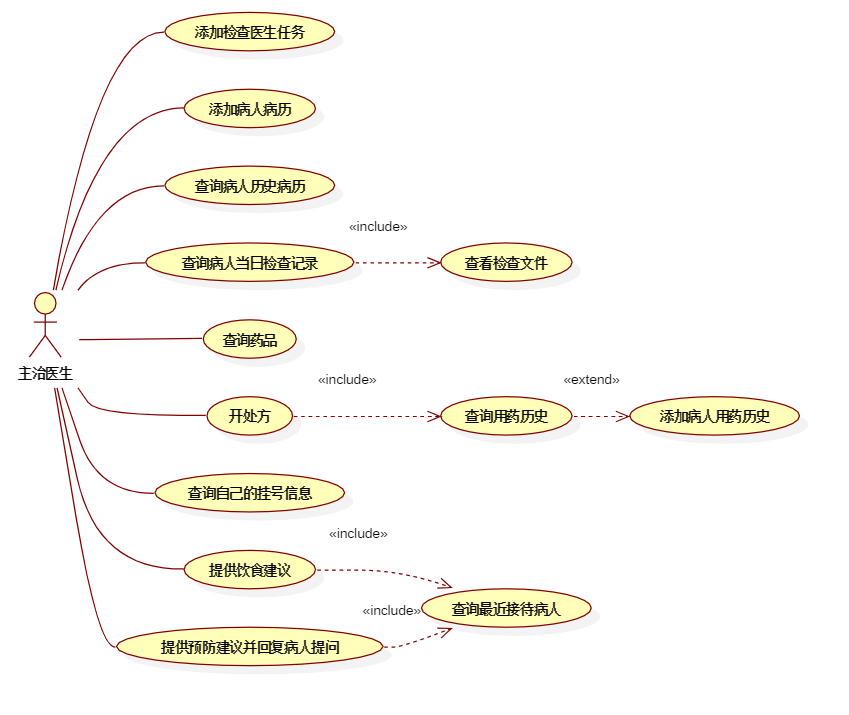 添加检查医生任务
添加病人病历
查询病人历史病历
«include»
查询病人当日检查记录
查看检查文件
查询药品
主治医生
«include»
«extend»
开处方
查询用药历史
添加病人用药历史
查询自己的挂号信息
«include»
提供饮食建议
«include»
查询最近接待病人
提供预防建议并回复病人提问